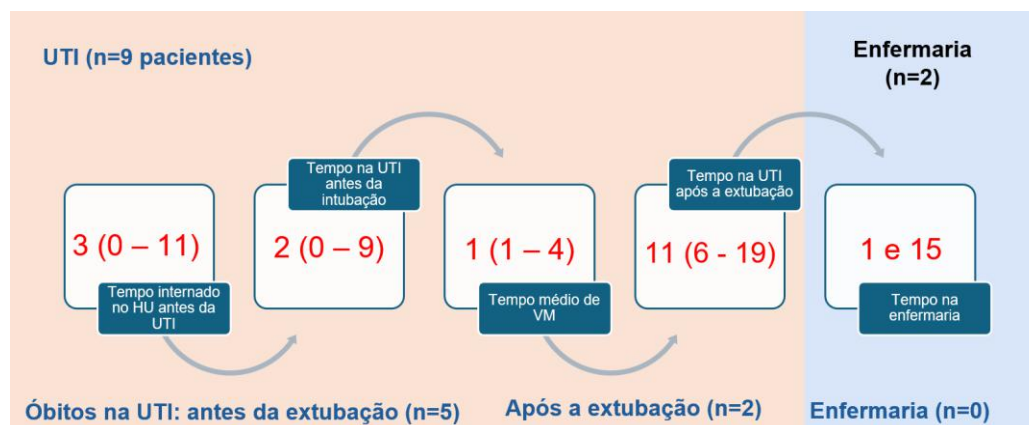 UTI (n=9 pacientes)
Enfermaria
(n=2)
Tempo na UTI
antes da
intubação
Tempo na UTI
após a extubação
3 (0 – 11)
2 (0 – 9)
1 (1 – 4)
11 (6 - 19)
1 e 15
Tempo internado
no HU antes da
UTI
Tempo médio de
VM
Tempo na
enfermaria
Óbitos na UTI: antes da extubação (n=5)
Após a extubação (n=2)
Enfermaria (n=0)